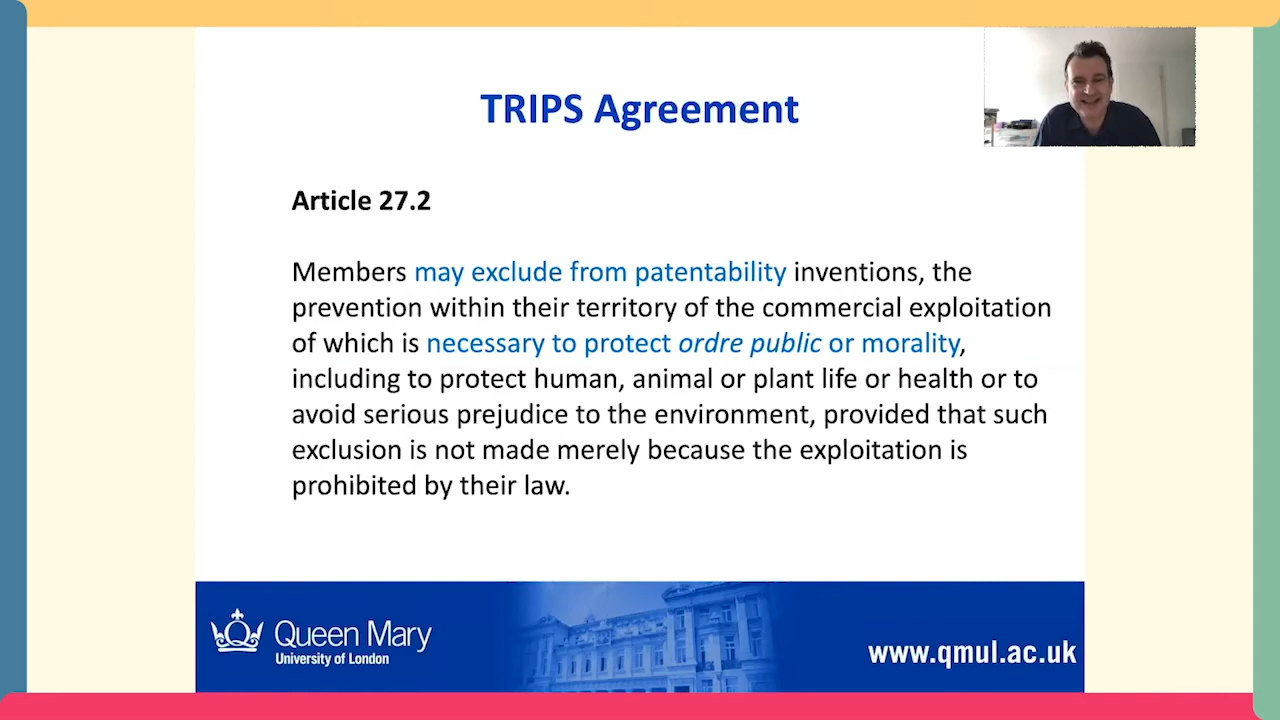 TRIPS Agreement
Article 27.2
Members may exclude from patentability inventions, the
prevention within their territory of the commercial exploitation
of which is necessary to protect ordre public or morality,
including to protect human, animal or plant life or health or to
avoid serious prejudice to the environment, provided that such
exclusion is not made merely because the exploitation is
prohibited by their law.
Queen Mary
University of London
www.qmul.ac.uk